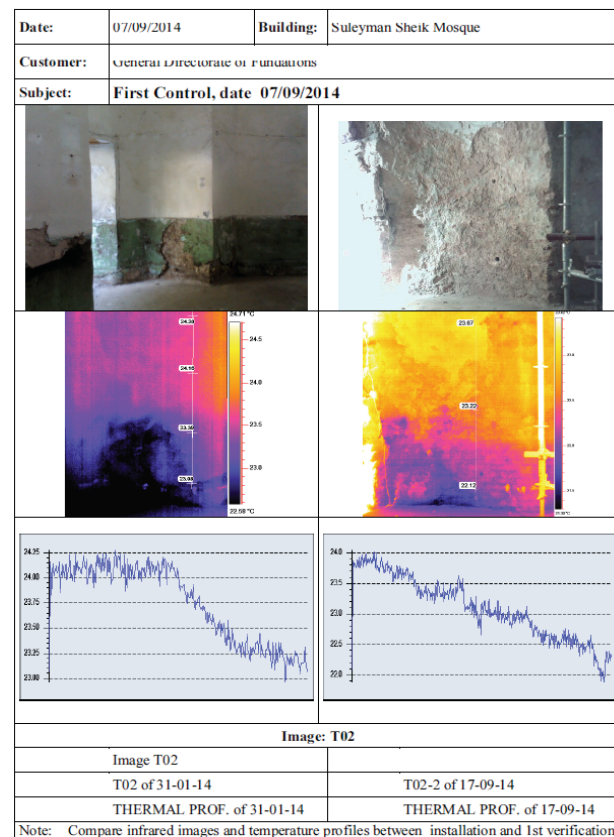 Date: 07/09/2014 Building: Suleyman Sheik Mosque
Customer: General Directorate of Fundations
Subject: First Control, date 07/09/2014
24.71 °C
24.38
24.5
24.16
24.0
23.5
23.39
23.0
23.08
22.58 °C
23.67
23.22
22.12
24.25
24.00
23.75
23.50
23.25
23.00
24.0
23.5
23.0
22.5
22.0
Image: T02
Image T02
T02 of 31-01-14 T02-2 of 17-09-14
THERMAL PROF. of 31-01-14 THERMAL PROF. of 17-09-14
Note: Compare infrared images and temperature profiles between installation and 1st verification